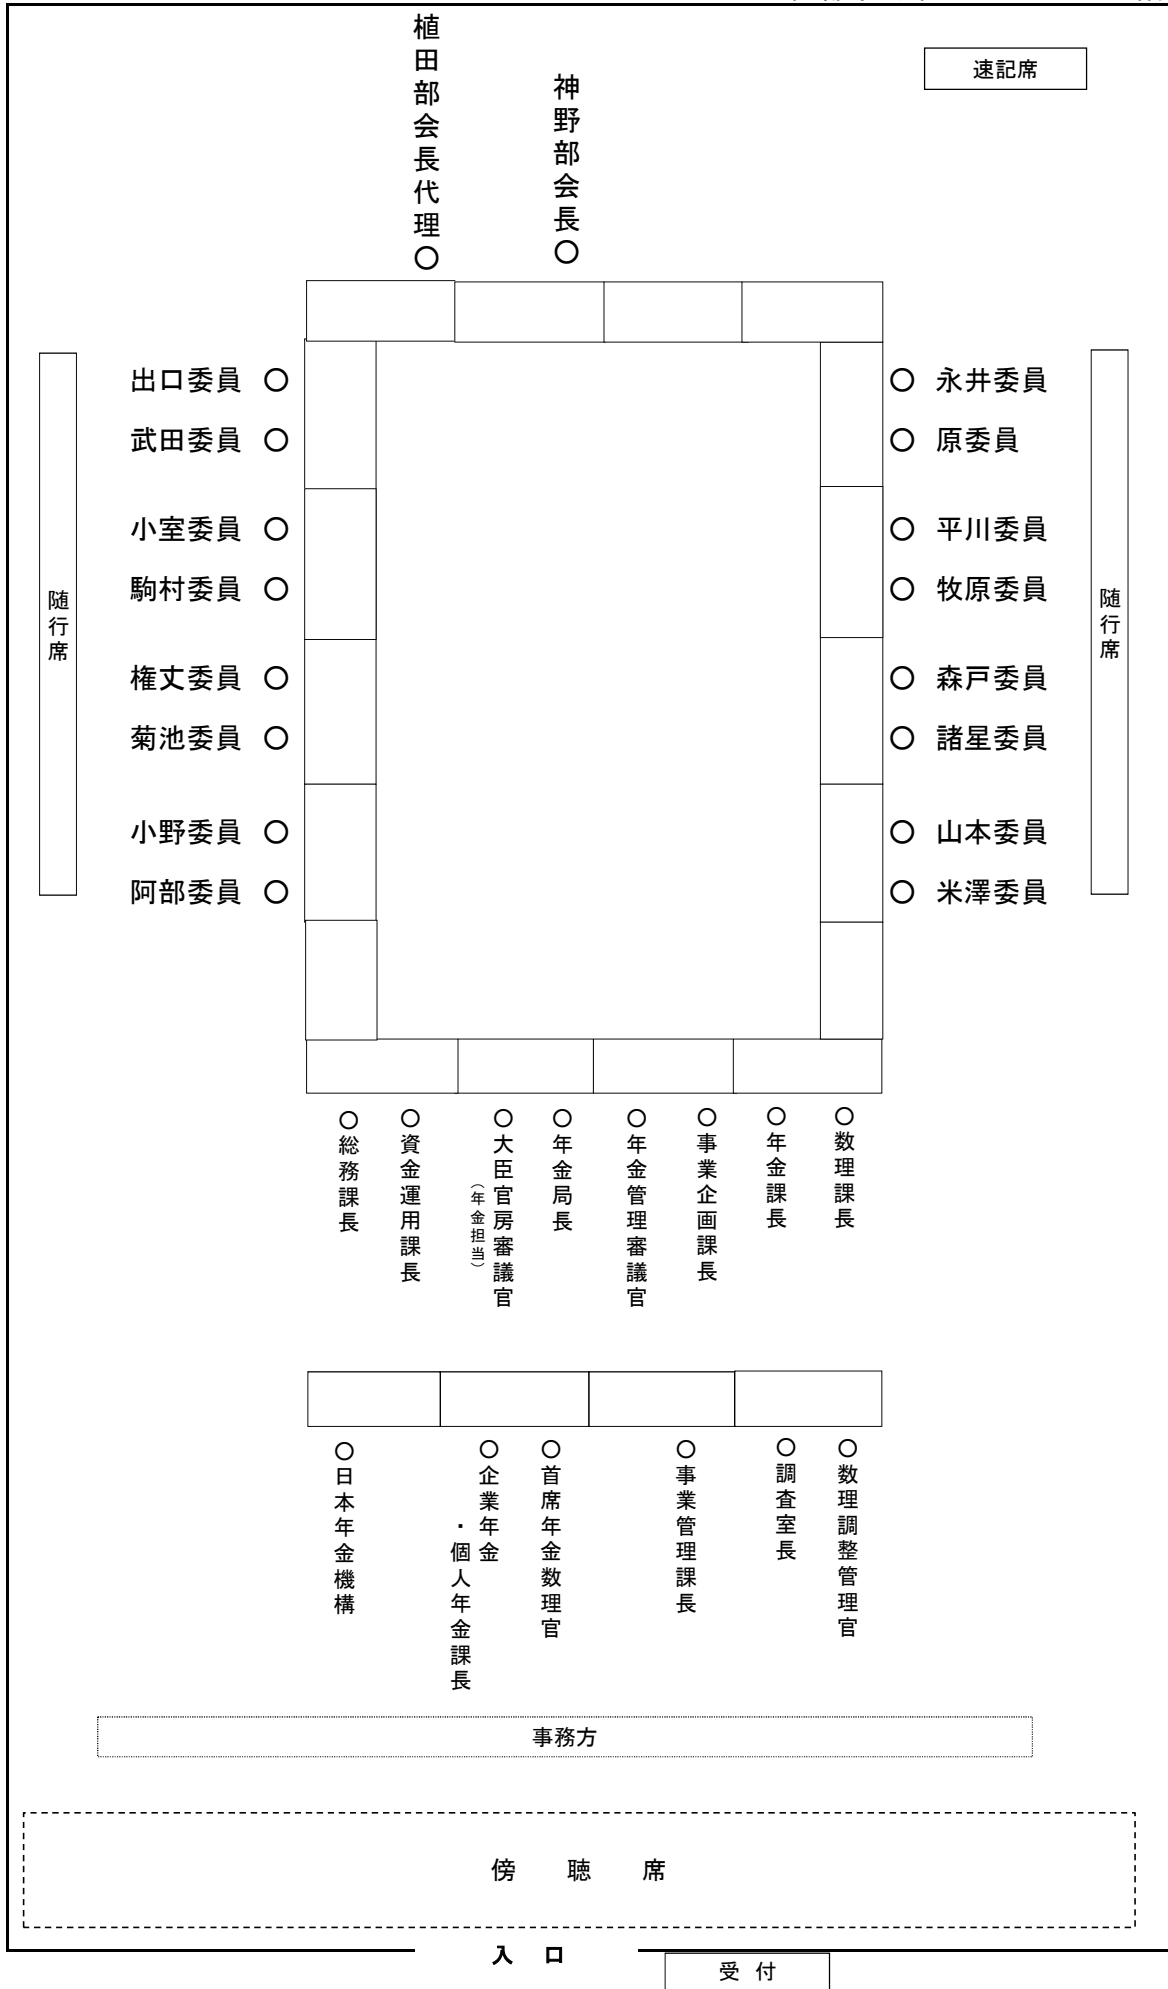 植田部会長代理○
神野部会長○
速記席
出口委員 ○
武田委員 ○
小室委員 ○
駒村委員 ○
権丈委員 ○
菊池委員 ○
小野委員 ○
阿部委員 ○
○ 永井委員
○ 原委員
○ 平川委員
○ 牧原委員
○ 森戸委員
○ 諸星委員
○ 山本委員
○ 米澤委員
随行席
随行席
○総務課長
○資金運用課長
○大臣官房審議官
（年金担当）
○年金局長
○年金管理審議官
○事業企画課長
○年金課長
○数理課長
○日本年金機構
○企業年金
・個人年金課長
○首席年金数理官
○事業管理課長
○調査室長
○数理調整管理官
事務方
傍 聴 席
入 口
受 付